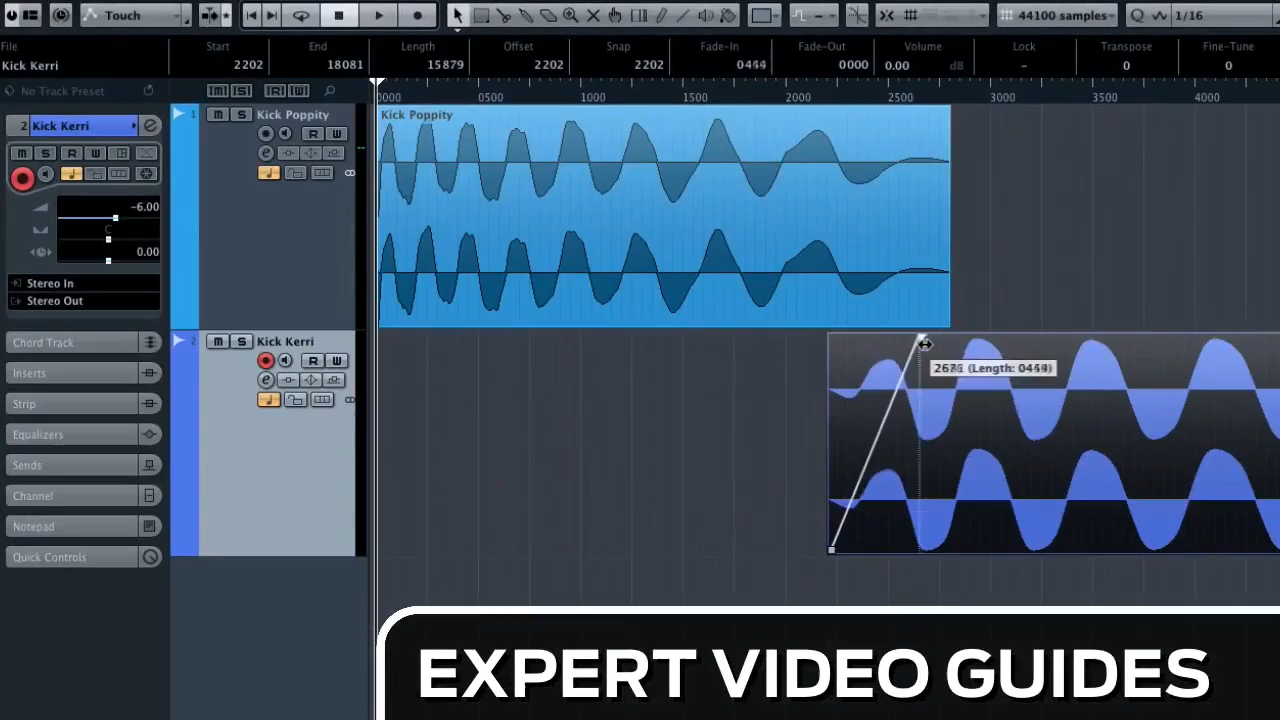 Touch
44100 samples
Q 1/16
File Start End Length Offset Snap Fade-In Fade-Out Volume Lock Transpose Fine-Tune
Kick Kerri 2202 18081 15879 2202 2202 0000 0.00 dB – 0 0
No Track Preset M S R W
0000 0500 1000 1500 2000 2500 3000 3500 4000
1 M S Kick Poppity
Kick Poppity
R W
e
2 Kick Kerri e
M S R W
-6.00
C
0.00
Stereo In
Stereo Out
2 M S Kick Kerri
R W
e
Chord Track
Inserts
Strip
Equalizers
Sends
Channel
Notepad
Quick Controls
(Length:
EXPERT VIDEO GUIDES